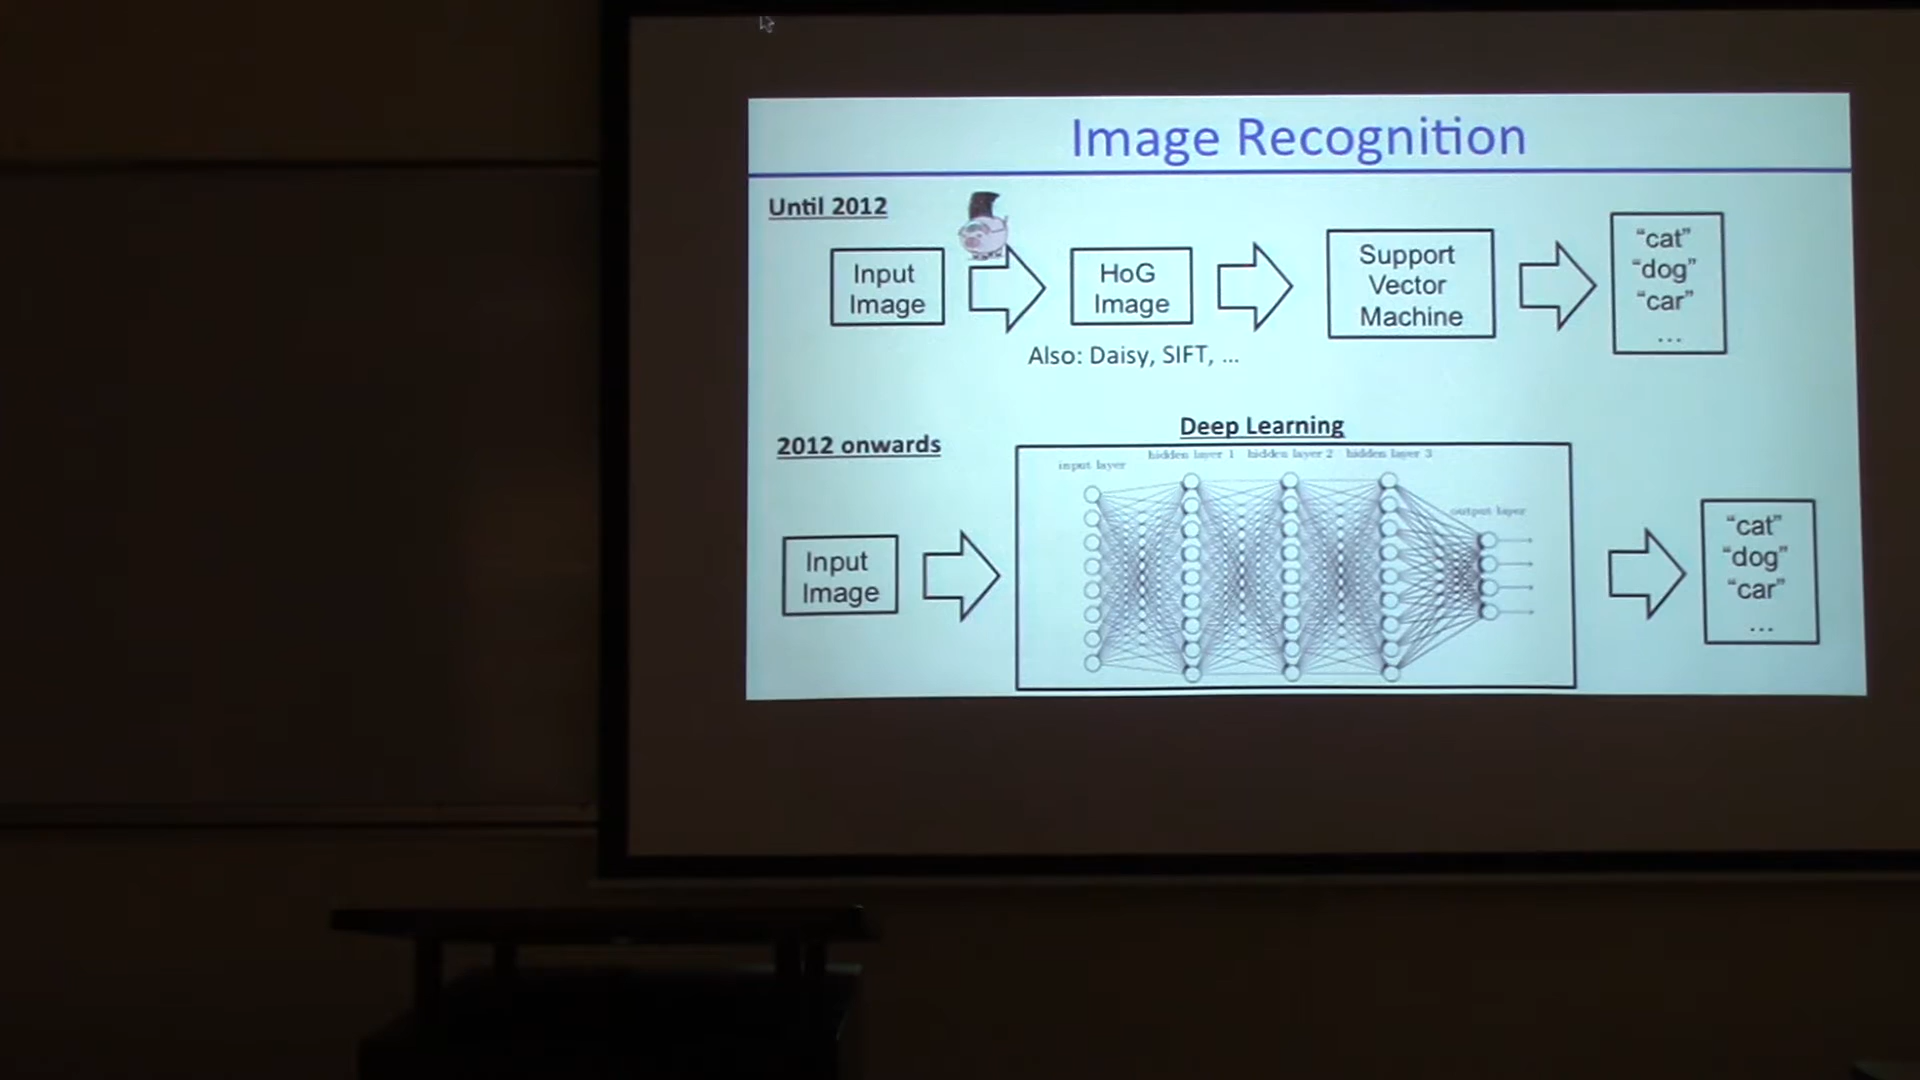 Image Recognition
Until 2012
Input
Image
HoG
Image
Support
Vector
Machine
“cat”
“dog”
“car”
...
Also: Daisy, SIFT, ...
Deep Learning
2012 onwards
input layer
hidden layer 1 hidden layer 2 hidden layer 3
output layer
Input
Image
“cat”
“dog”
“car”
...